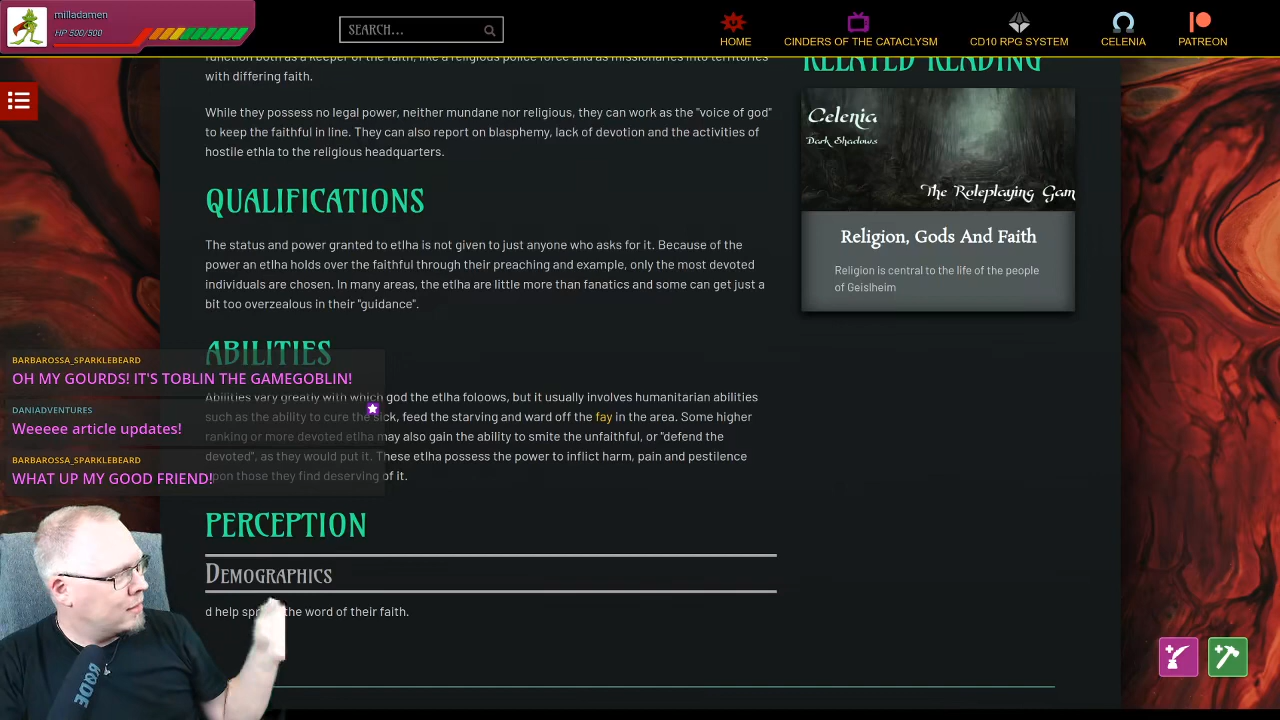 milladamen
HP 500/500
SEARCH...
HOME
CINDERS OF THE CATACLYSM
CD10 RPG SYSTEM
CELENIA
PATREON
function both as a keeper of the faith, like a religious police force and as missionaries into territories
with differing faith.
While they possess no legal power, neither mundane nor religious, they can work as the "voice of god"
to keep the faithful in line. They can also report on blasphemy, lack of devotion and the activities of
hostile ethla to the religious headquarters.
QUALIFICATIONS
The status and power granted to etlha is not given to just anyone who asks for it. Because of the
power an etlha holds over the faithful through their preaching and example, only the most devoted
individuals are chosen. In many areas, the etlha are little more than fanatics and some can get just a
bit too overzealous in their "guidance".
ABILITIES
Abilities vary greatly with which god the etlha foloows, but it usually involves humanitarian abilities
such as the ability to cure the sick, feed the starving and ward off the fay in the area. Some higher
ranking or more devoted etlha may also gain the ability to smite the unfaithful, or "defend the
devoted", as they would put it. These etlha possess the power to inflict harm, pain and pestilence
upon those they find deserving of it.
PERCEPTION
DEMOGRAPHICS
d help the word of their faith.
RELATED READING
Celenia
Dark Shadows
The Roleplaying Gam
Religion, Gods And Faith
Religion is central to the life of the people
of Geislheim
BARBAROSSA_SPARKLEBEARD
OH MY GOURDS! IT'S TOBLIN THE GAMEGOBLIN!
DANIADVENTURES
Weeeee article updates!
BARBAROSSA_SPARKLEBEARD
WHAT UP MY GOOD FRIEND!